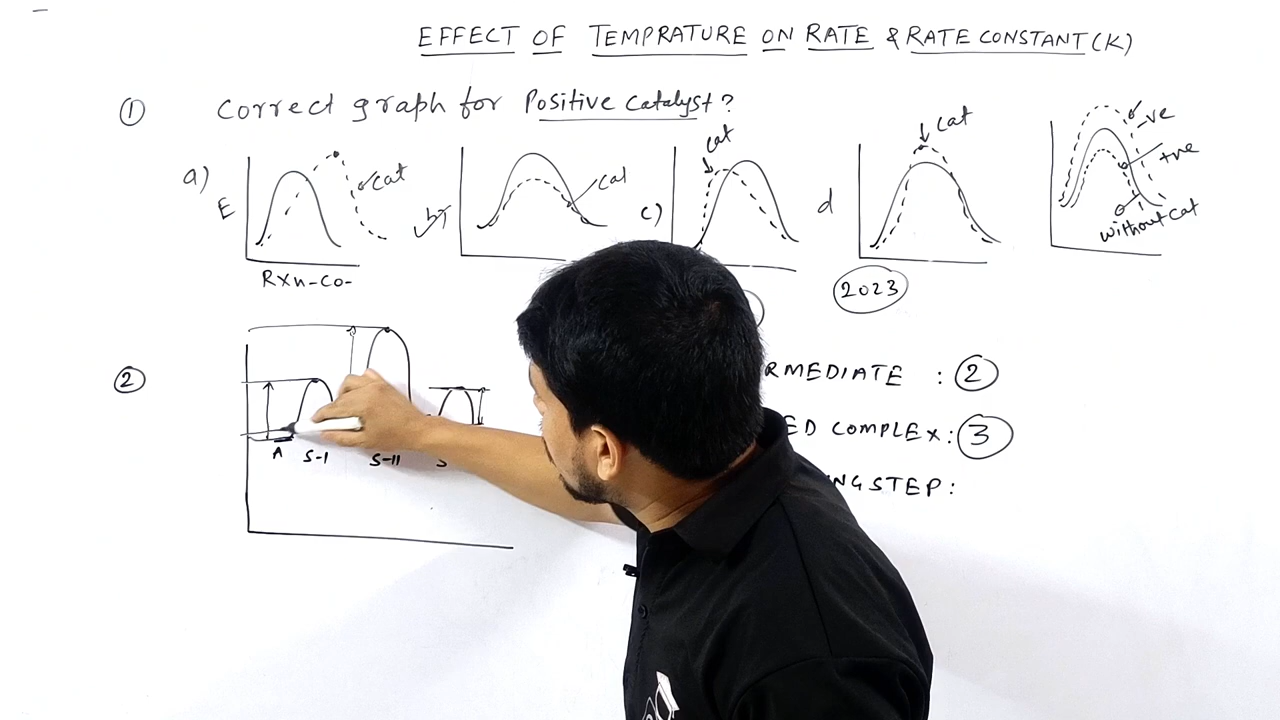 EFFECT OF TEMPRATURE ON RATE & RATE CONSTANT (K)
① Correct graph for Positive Catalyst?
a) E cat
Rxn-Co-
b) cat
c) cat
d cat
-ve
+ve
without cat
2023
②
A S-I S-II S
RMEDIATE : ②
ED COMPLEX: ③
NG STEP: